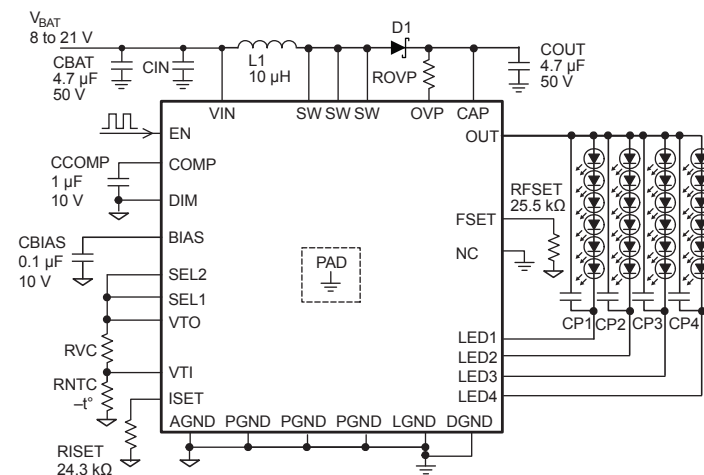 VBAT
8 to 21 V
CBAT
4.7 µF
50 V
CIN
L1
10 µH
D1
ROVP
COUT
4.7 µF
50 V
VIN
SW SW SW
OVP
CAP
EN
OUT
COMP
CCOMP
1 µF
10 V
DIM
RFSET
25.5 kΩ
FSET
BIAS
CBIAS
0.1 µF
10 V
NC
PAD
SEL2
SEL1
VTO
RVC
VTI
RNTC
–t°
ISET
RISET
24.3 kΩ
CP1 CP2 CP3 CP4
LED1
LED2
LED3
LED4
AGND PGND PGND PGND LGND DGND